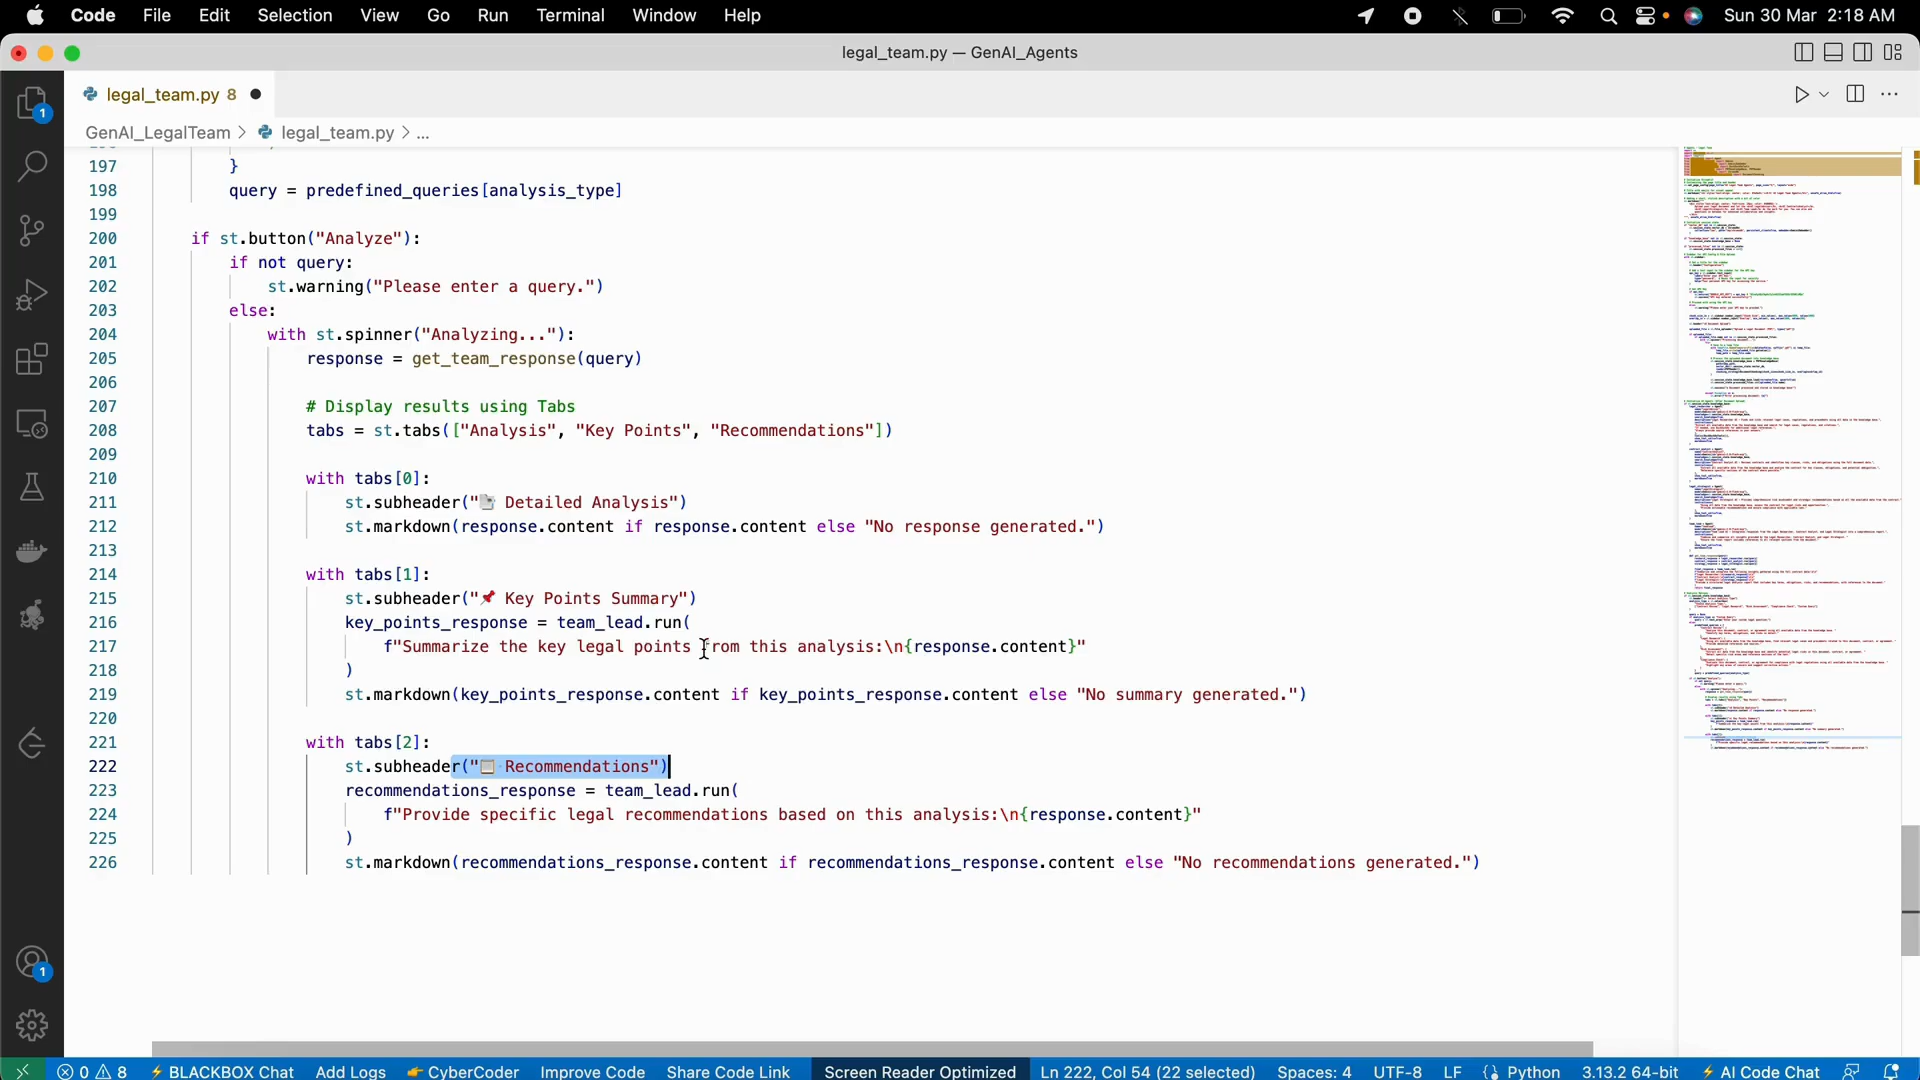 Code File Edit Selection View Go Run Terminal Window Help Sun 30 Mar 2:18 AM
legal_team.py — GenAI_Agents
legal_team.py 8
GenAI_LegalTeam > legal_team.py > ...
197 }
198 query = predefined_queries[analysis_type]
199
200 if st.button("Analyze"):
201 if not query:
202 st.warning("Please enter a query.")
203 else:
204 with st.spinner("Analyzing..."):
205 response = get_team_response(query)
206
207 # Display results using Tabs
208 tabs = st.tabs(["Analysis", "Key Points", "Recommendations"])
209
210 with tabs[0]:
211 st.subheader("📑 Detailed Analysis")
212 st.markdown(response.content if response.content else "No response generated.")
213
214 with tabs[1]:
215 st.subheader("📌 Key Points Summary")
216 key_points_response = team_lead.run(
217 f"Summarize the key legal points from this analysis:\n{response.content}"
218 )
219 st.markdown(key_points_response.content if key_points_response.content else "No summary generated.")
220
221 with tabs[2]:
222 st.subheader("📋 Recommendations")
223 recommendations_response = team_lead.run(
224 f"Provide specific legal recommendations based on this analysis:\n{response.content}"
225 )
226 st.markdown(recommendations_response.content if recommendations_response.content else "No recommendations generated.")
1
1
0 8 BLACKBOX Chat Add Logs CyberCoder Improve Code Share Code Link Screen Reader Optimized Ln 222, Col 54 (22 selected) Spaces: 4 UTF-8 LF {} Python 3.13.2 64-bit AI Code Chat